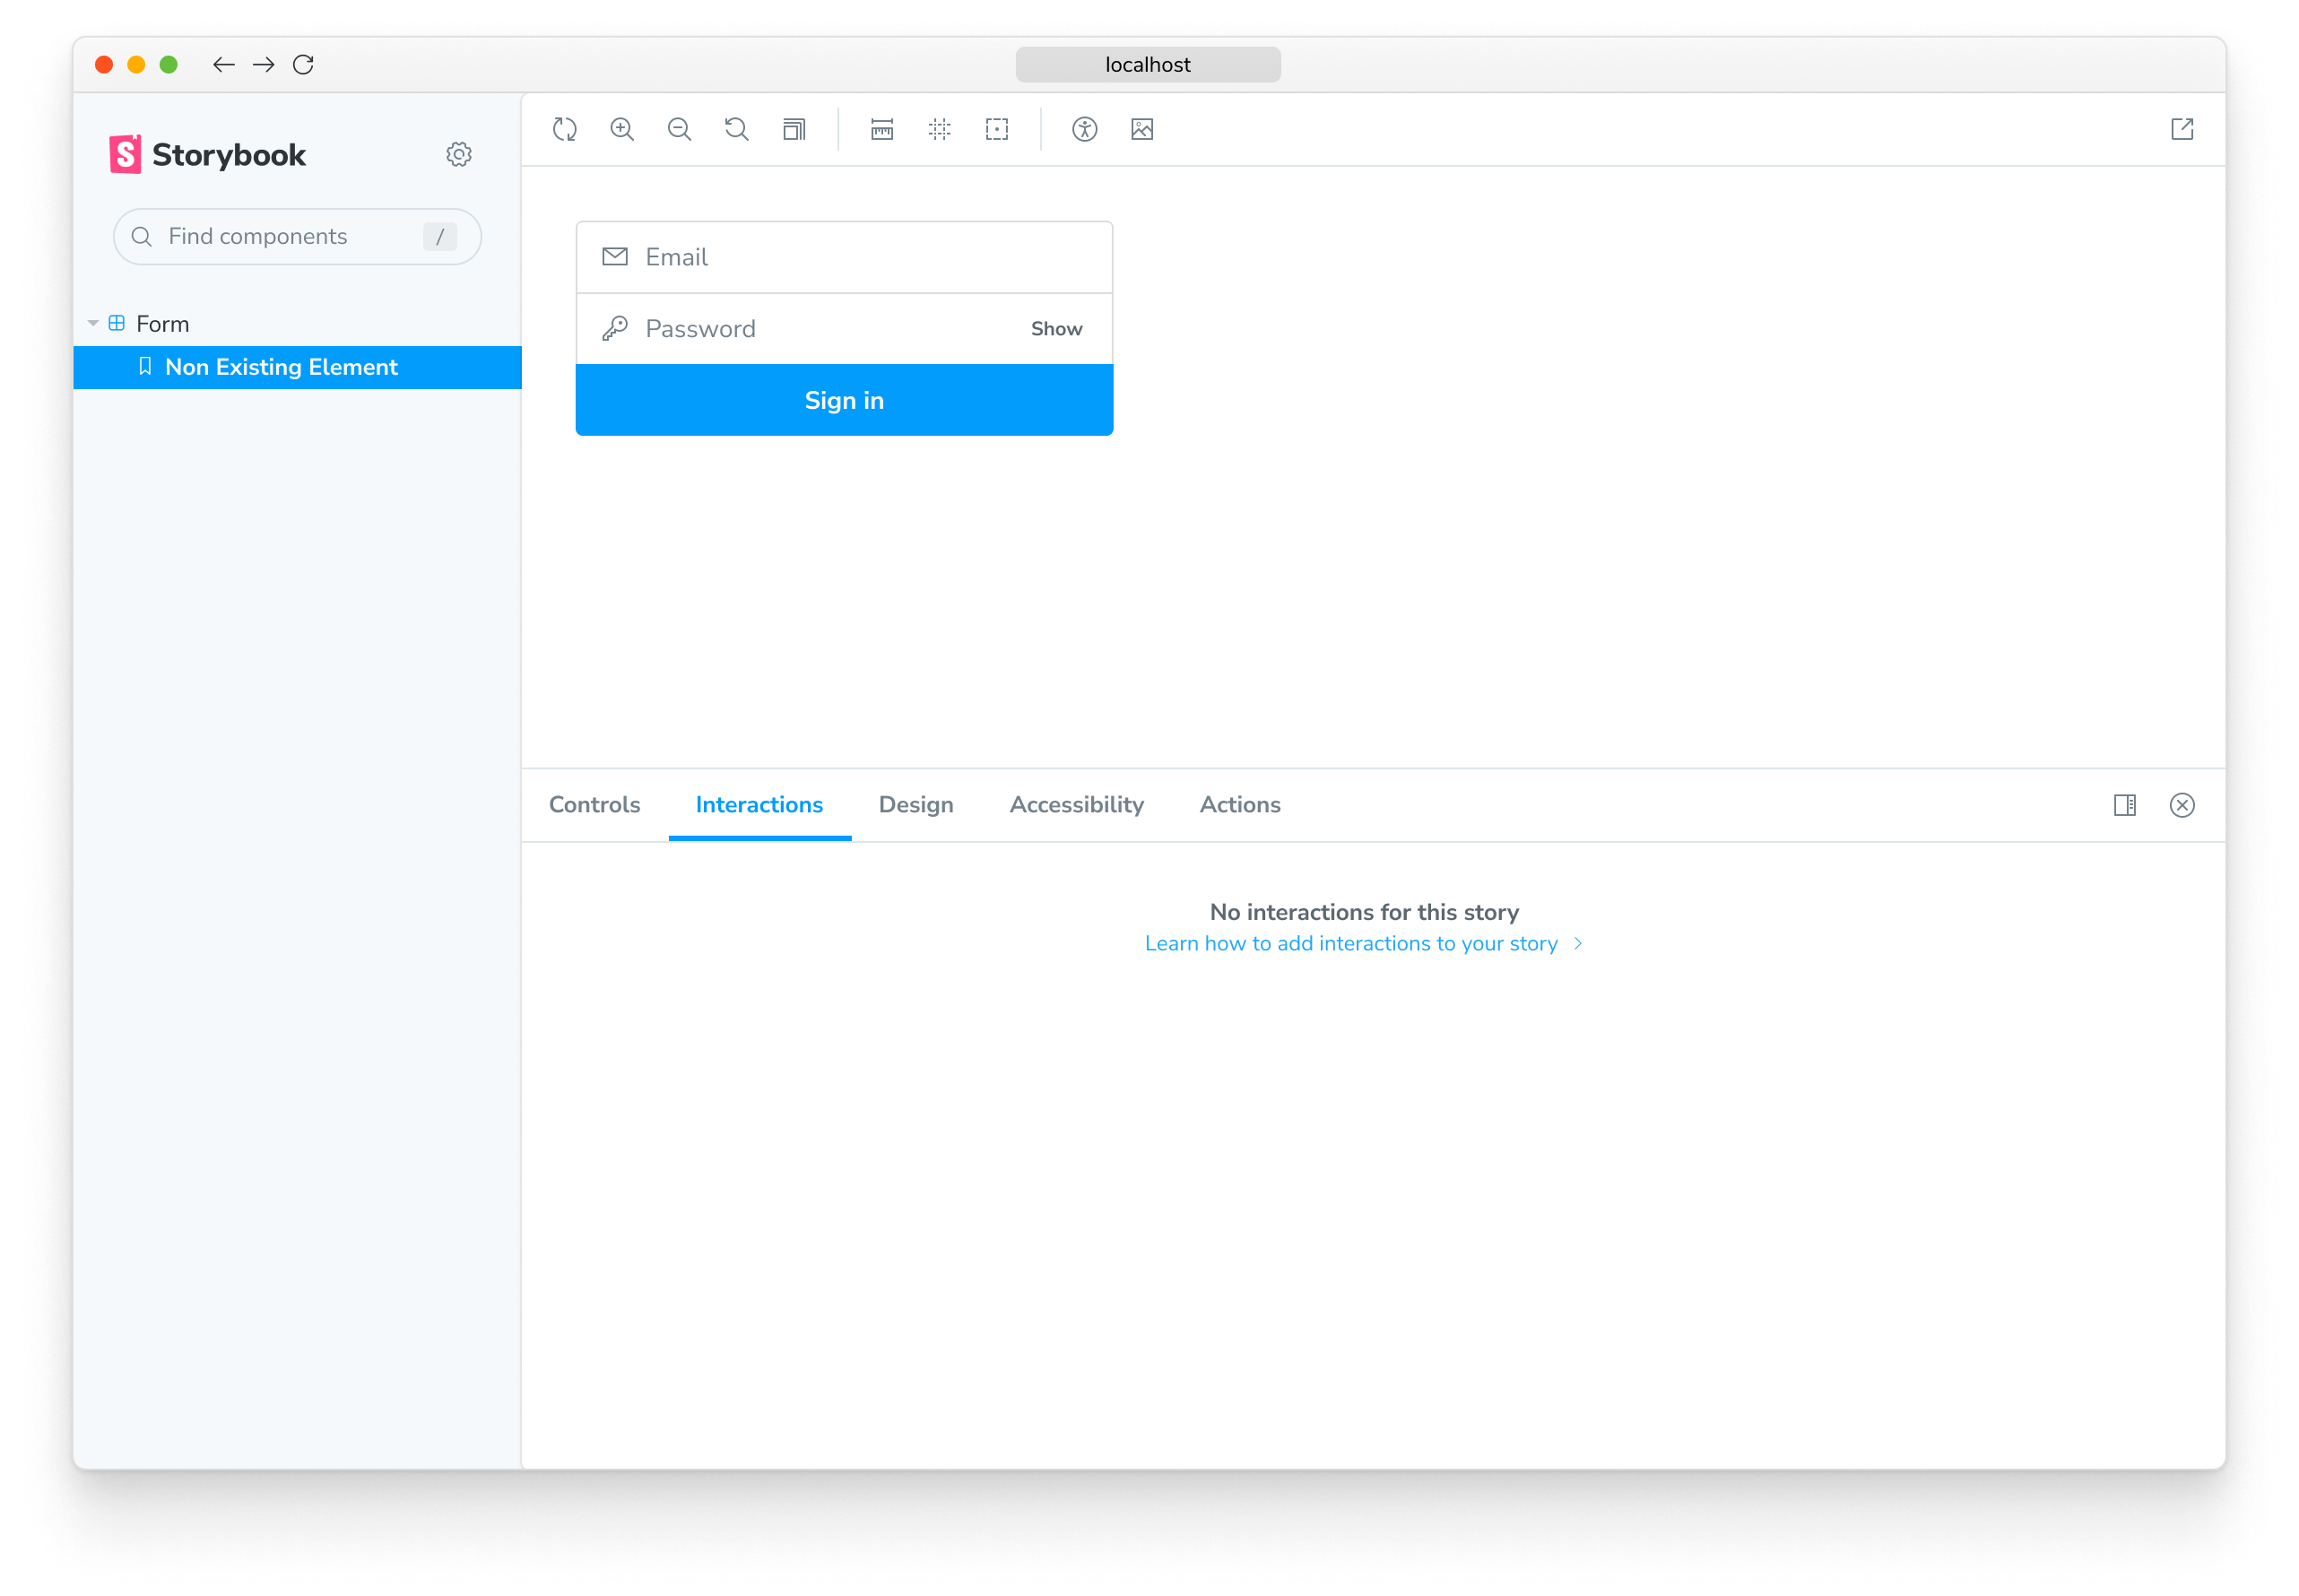 localhost
Storybook
Find components /
Form
Non Existing Element
Email
Password Show
Sign in
Controls Interactions Design Accessibility Actions
No interactions for this story
Learn how to add interactions to your story